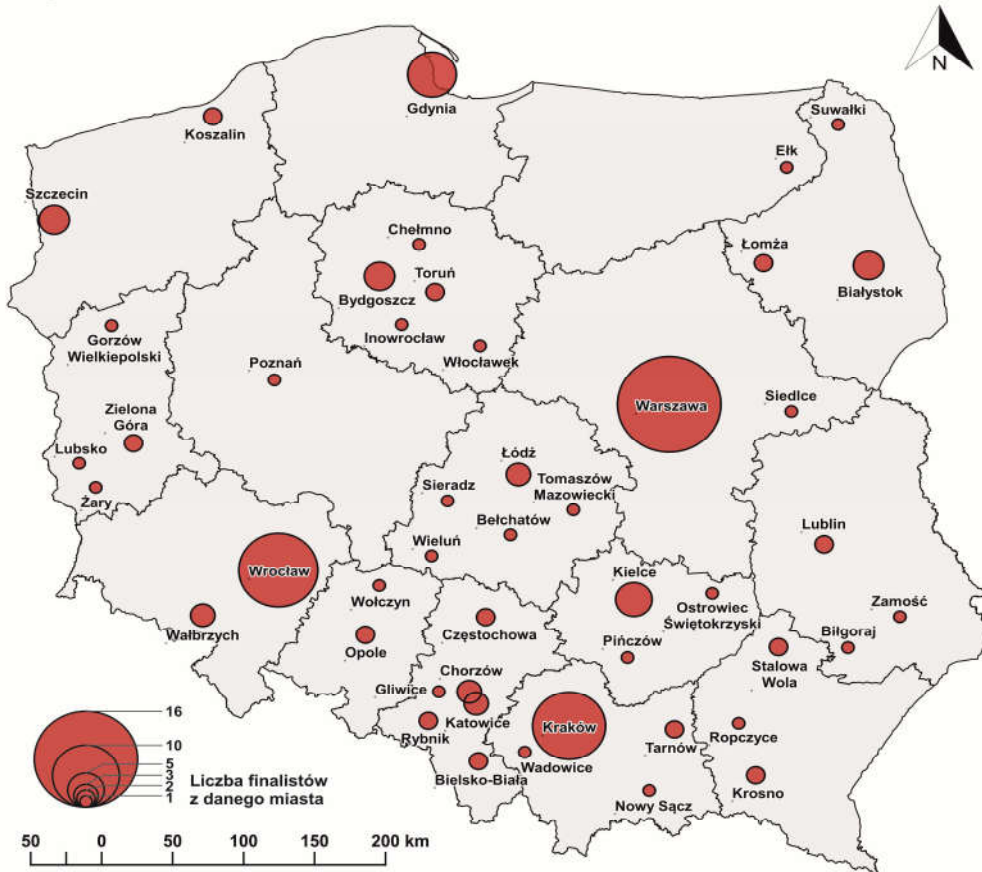 N
Suwałki
Gdynia
Koszalin
Ełk
Szczecin
Chełmno
Łomża
Toruń
Bydgoszcz
Białystok
Inowrocław
Gorzów
Wielkiepolski
Włocławek
Poznań
Siedlce
Warszawa
Zielona
Góra
Lubsko
Łódź
Tomaszów
Mazowiecki
Sieradz
Żary
Bełchatów
Lublin
Wieluń
Wrocław
Kielce
Wołczyn
Ostrowiec
Świętokrzyski
Zamość
Wałbrzych
Częstochowa
Pińczów
Biłgoraj
Opole
Stalowa
Wola
Chorzów
Gliwice
Katowice
Kraków
Rybnik
Tarnów
Ropczyce
Wadowice
Bielsko-Biała
Krosno
Nowy Sącz
16
10
5
3
2
1
Liczba finalistów
z danego miasta
50 0 50 100 150 200 km